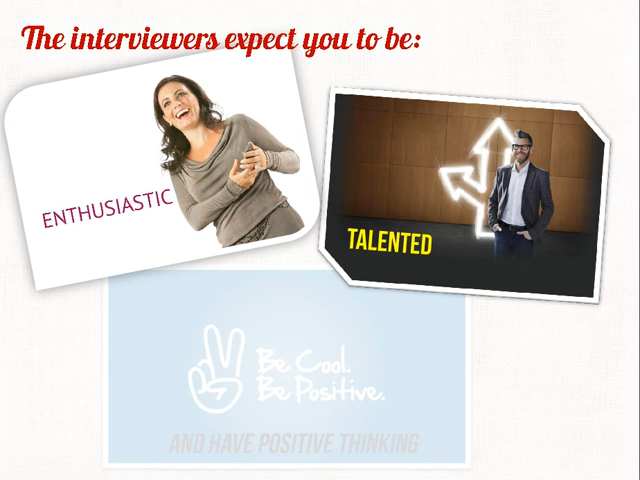 The interviewers expect you to be:
ENTHUSIASTIC
TALENTED
Be Cool.
Be Positive.
AND HAVE POSITIVE THINKING